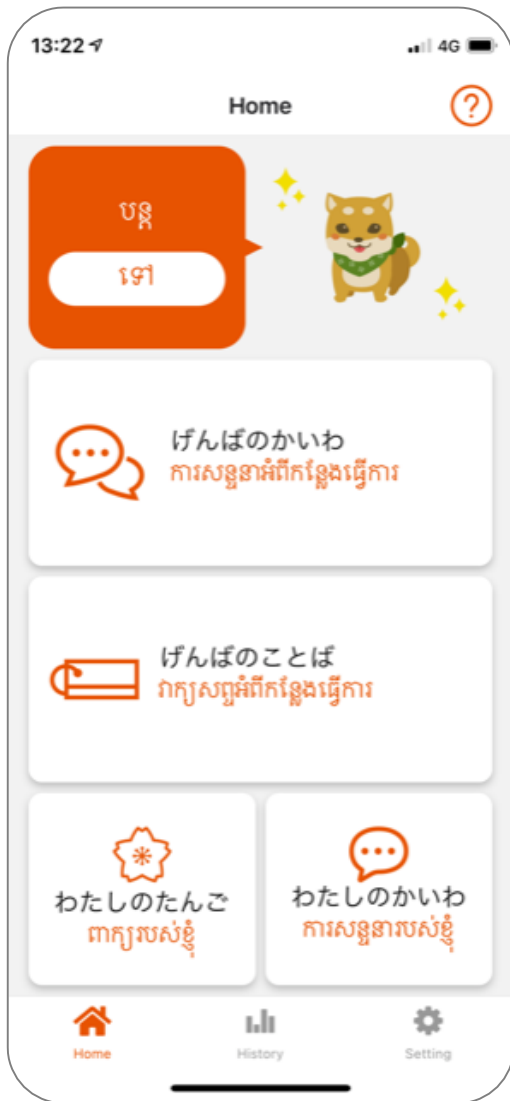 13:22
4G
Home
?
បន្ត
ទៅ
げんばのかいわ
ការសន្ទនាអំពីកន្លែងធ្វើការ
げんばのことば
វាក្យសព្ទអំពីកន្លែងធ្វើការ
わたしのたんご
ពាក្យរបស់ខ្ញុំ
わたしのかいわ
ការសន្ទនារបស់ខ្ញុំ
Home
History
Setting